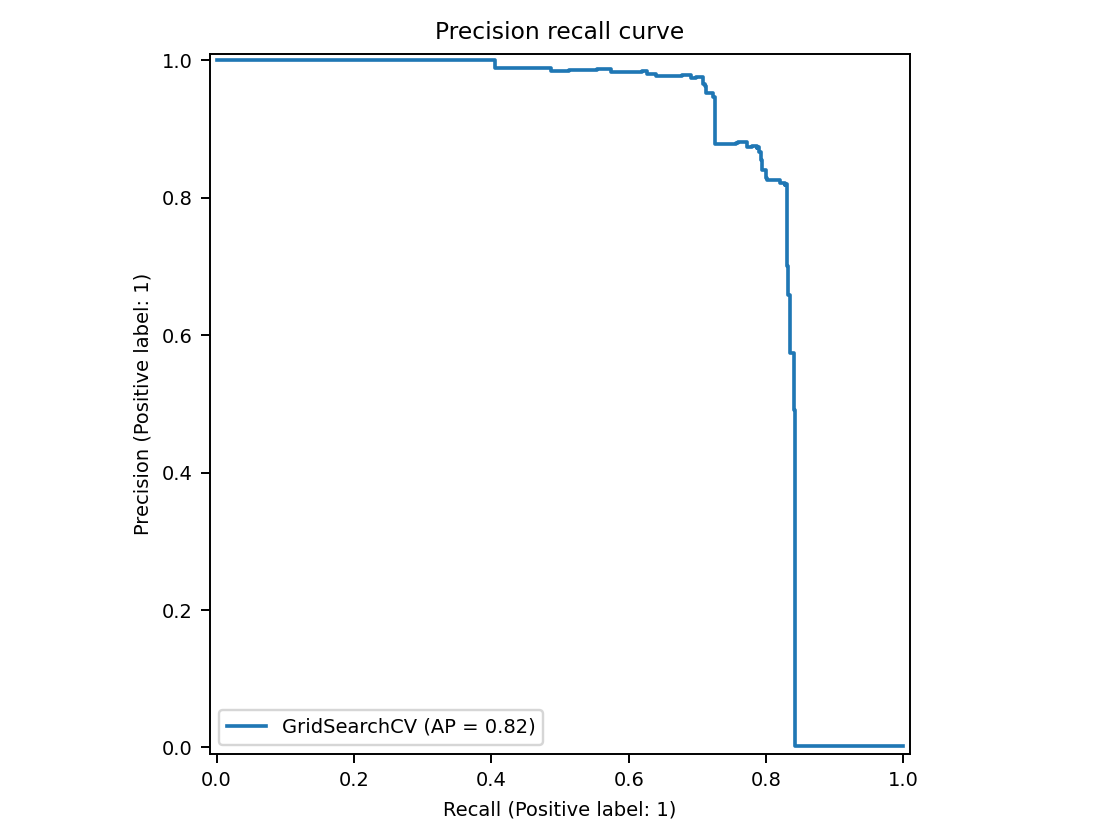 Precision recall curve
1.0
0.8
0.6
0.4
0.2
0.0
Precision (Positive label: 1)
GridSearchCV (AP = 0.82)
0.0 0.2 0.4 0.6 0.8 1.0
Recall (Positive label: 1)